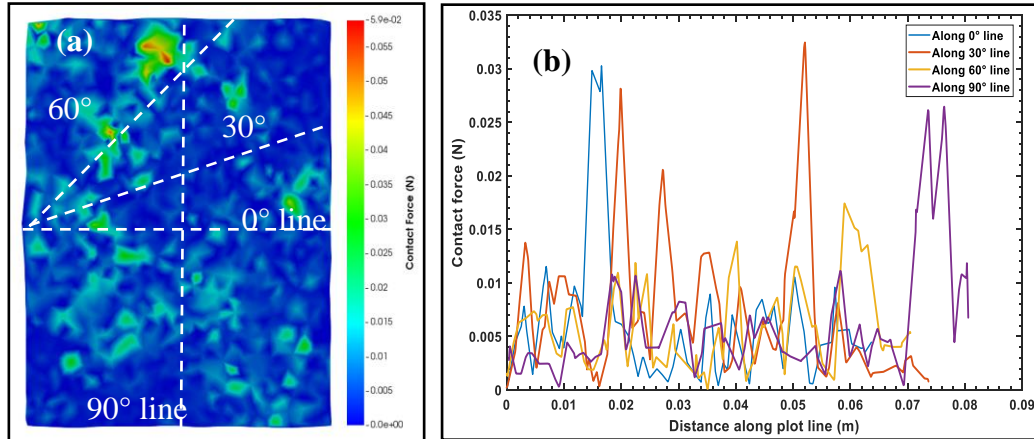 (a)
60°
30°
0° line
90° line
5.9e-02
0.055
0.05
0.045
0.04
0.035
0.03
0.025
0.02
0.015
0.01
0.005
0.0e+00
Contact Force (N)
(b)
Along 0° line
Along 30° line
Along 60° line
Along 90° line
0.035
0.03
0.025
0.02
0.015
0.01
0.005
0
Contact force (N)
0 0.01 0.02 0.03 0.04 0.05 0.06 0.07 0.08 0.09
Distance along plot line (m)